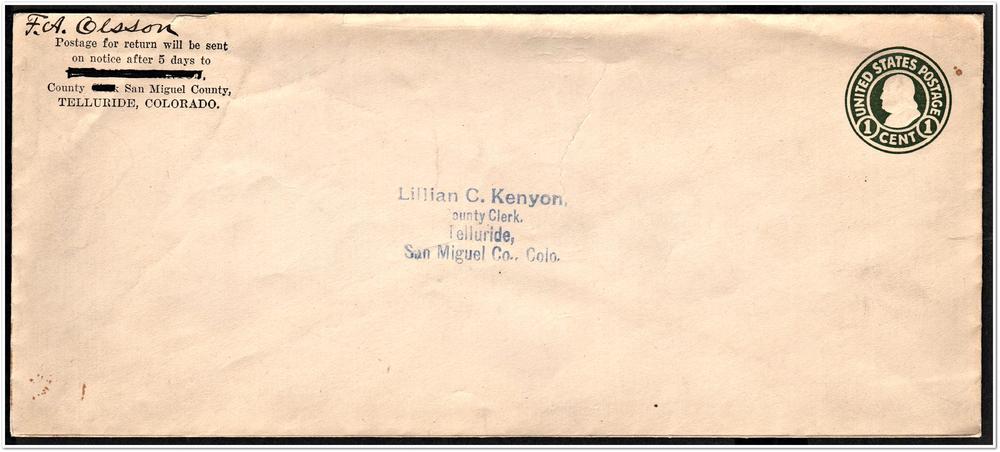 F.A. Olsson
Postage for return will be sent
on notice after 5 days to
County k San Miguel County,
TELLURIDE, COLORADO.
UNITED STATES POSTAGE
1 CENT 1
Lillian C. Kenyon,
ounty Clerk.
Telluride,
San Miguel Co., Colo.